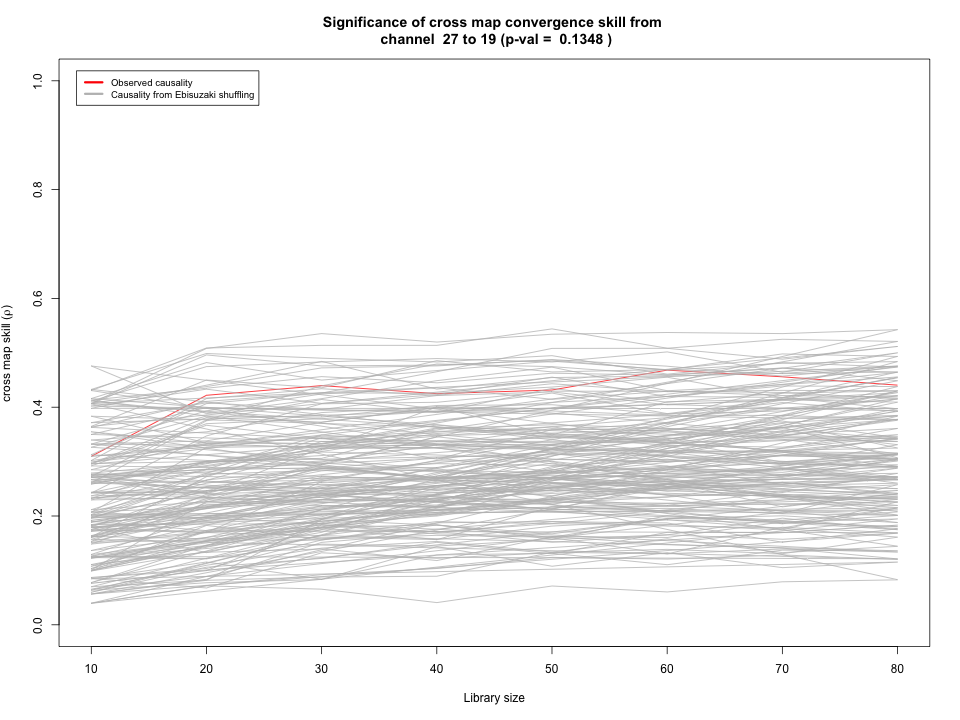 Significance of cross map convergence skill from
channel  27 to 19 (p-val =  0.1348 )
Observed causality
Causality from Ebisuzaki shuffling
cross map skill (ρ)
1.0
0.8
0.6
0.4
0.2
0.0
10 20 30 40 50 60 70 80
Library size